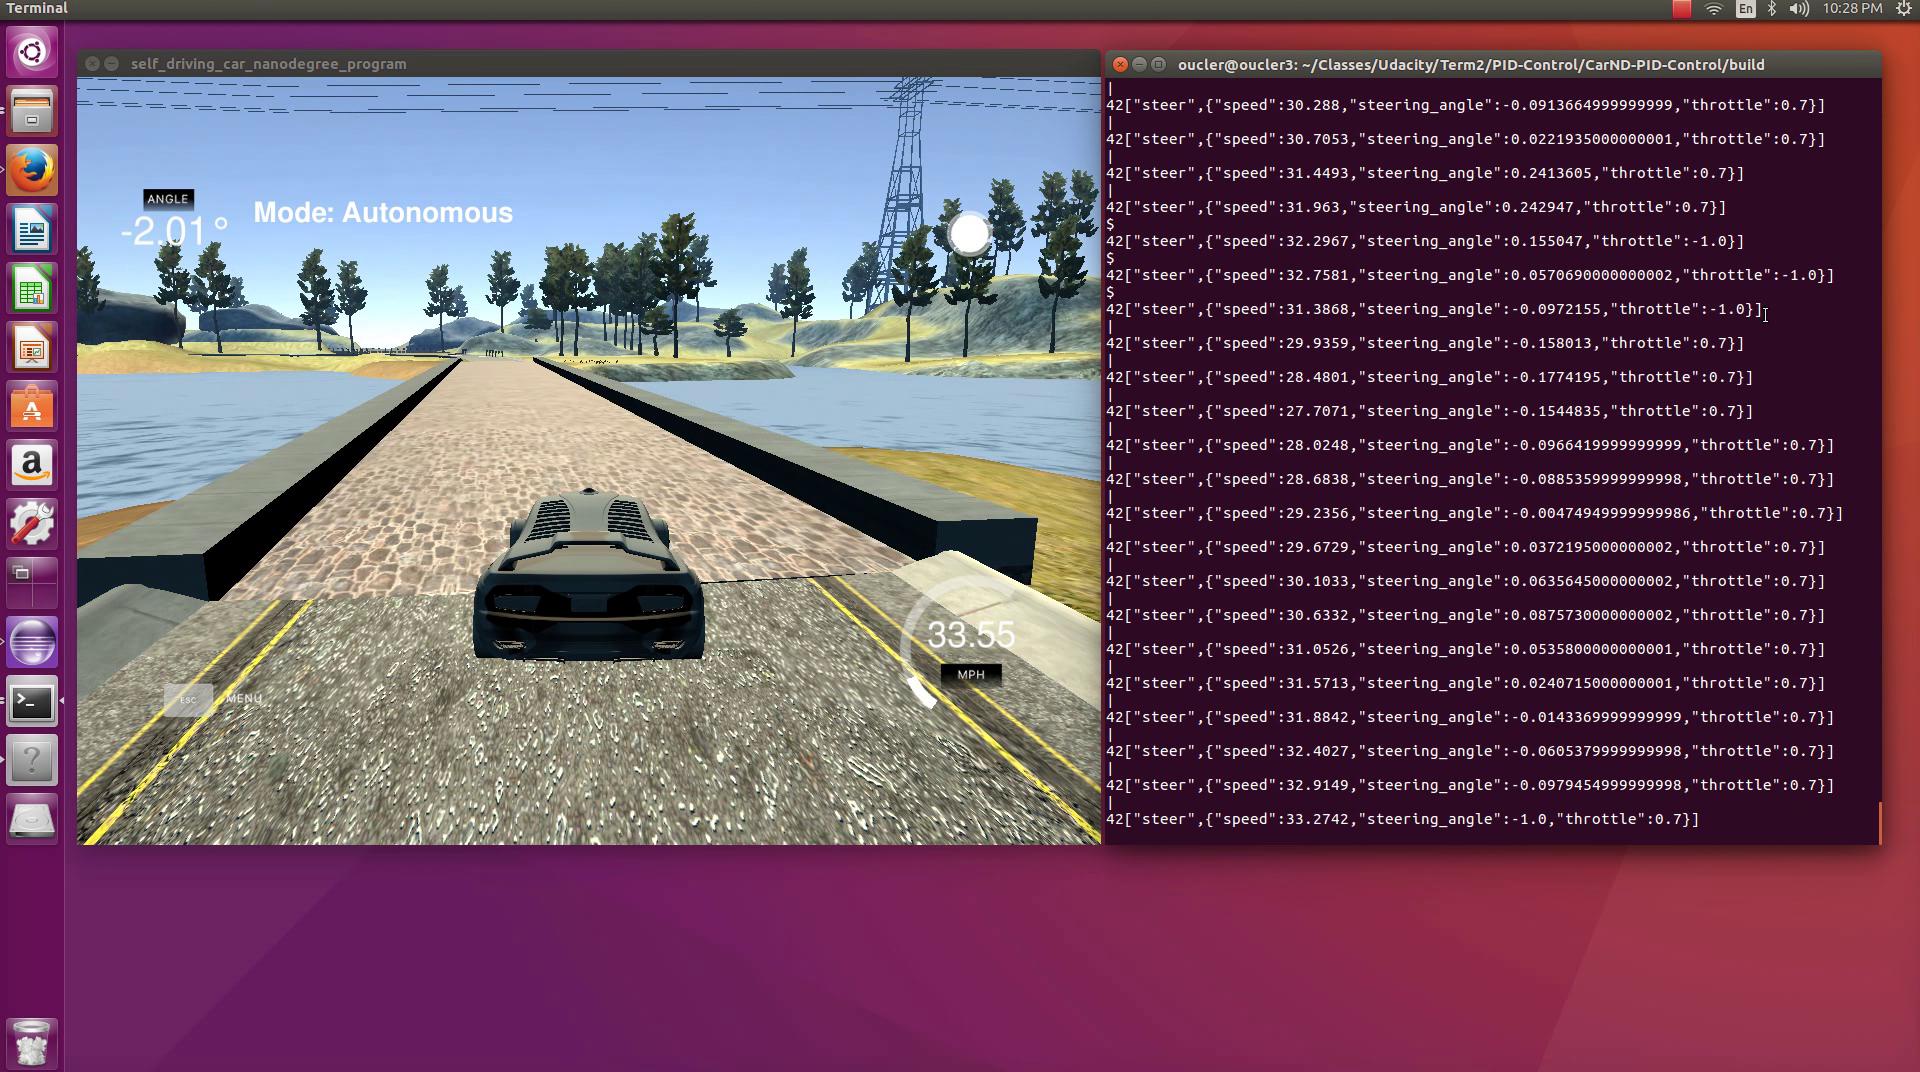 Terminal
En
10:28 PM
self_driving_car_nanodegree_program
ANGLE
-2.01°
Mode: Autonomous
33.55
MPH
ESC
MENU
oucler@oucler3: ~/Classes/Udacity/Term2/PID-Control/CarND-PID-Control/build
|
42["steer",{"speed":30.288,"steering_angle":-0.0913664999999999,"throttle":0.7}]
|
42["steer",{"speed":30.7053,"steering_angle":0.0221935000000001,"throttle":0.7}]
|
42["steer",{"speed":31.4493,"steering_angle":0.2413605,"throttle":0.7}]
|
42["steer",{"speed":31.963,"steering_angle":0.242947,"throttle":0.7}]
$
42["steer",{"speed":32.2967,"steering_angle":0.155047,"throttle":-1.0}]
$
42["steer",{"speed":32.7581,"steering_angle":0.0570690000000002,"throttle":-1.0}]
$
42["steer",{"speed":31.3868,"steering_angle":-0.0972155,"throttle":-1.0}]
|
42["steer",{"speed":29.9359,"steering_angle":-0.158013,"throttle":0.7}]
|
42["steer",{"speed":28.4801,"steering_angle":-0.1774195,"throttle":0.7}]
|
42["steer",{"speed":27.7071,"steering_angle":-0.1544835,"throttle":0.7}]
|
42["steer",{"speed":28.0248,"steering_angle":-0.0966419999999999,"throttle":0.7}]
|
42["steer",{"speed":28.6838,"steering_angle":-0.0885359999999998,"throttle":0.7}]
|
42["steer",{"speed":29.2356,"steering_angle":-0.00474949999999986,"throttle":0.7}]
|
42["steer",{"speed":29.6729,"steering_angle":0.0372195000000002,"throttle":0.7}]
|
42["steer",{"speed":30.1033,"steering_angle":0.0635645000000002,"throttle":0.7}]
|
42["steer",{"speed":30.6332,"steering_angle":0.0875730000000002,"throttle":0.7}]
|
42["steer",{"speed":31.0526,"steering_angle":0.0535800000000001,"throttle":0.7}]
|
42["steer",{"speed":31.5713,"steering_angle":0.0240715000000001,"throttle":0.7}]
|
42["steer",{"speed":31.8842,"steering_angle":-0.0143369999999999,"throttle":0.7}]
|
42["steer",{"speed":32.4027,"steering_angle":-0.0605379999999998,"throttle":0.7}]
|
42["steer",{"speed":32.9149,"steering_angle":-0.0979454999999998,"throttle":0.7}]
|
42["steer",{"speed":33.2742,"steering_angle":-1.0,"throttle":0.7}]